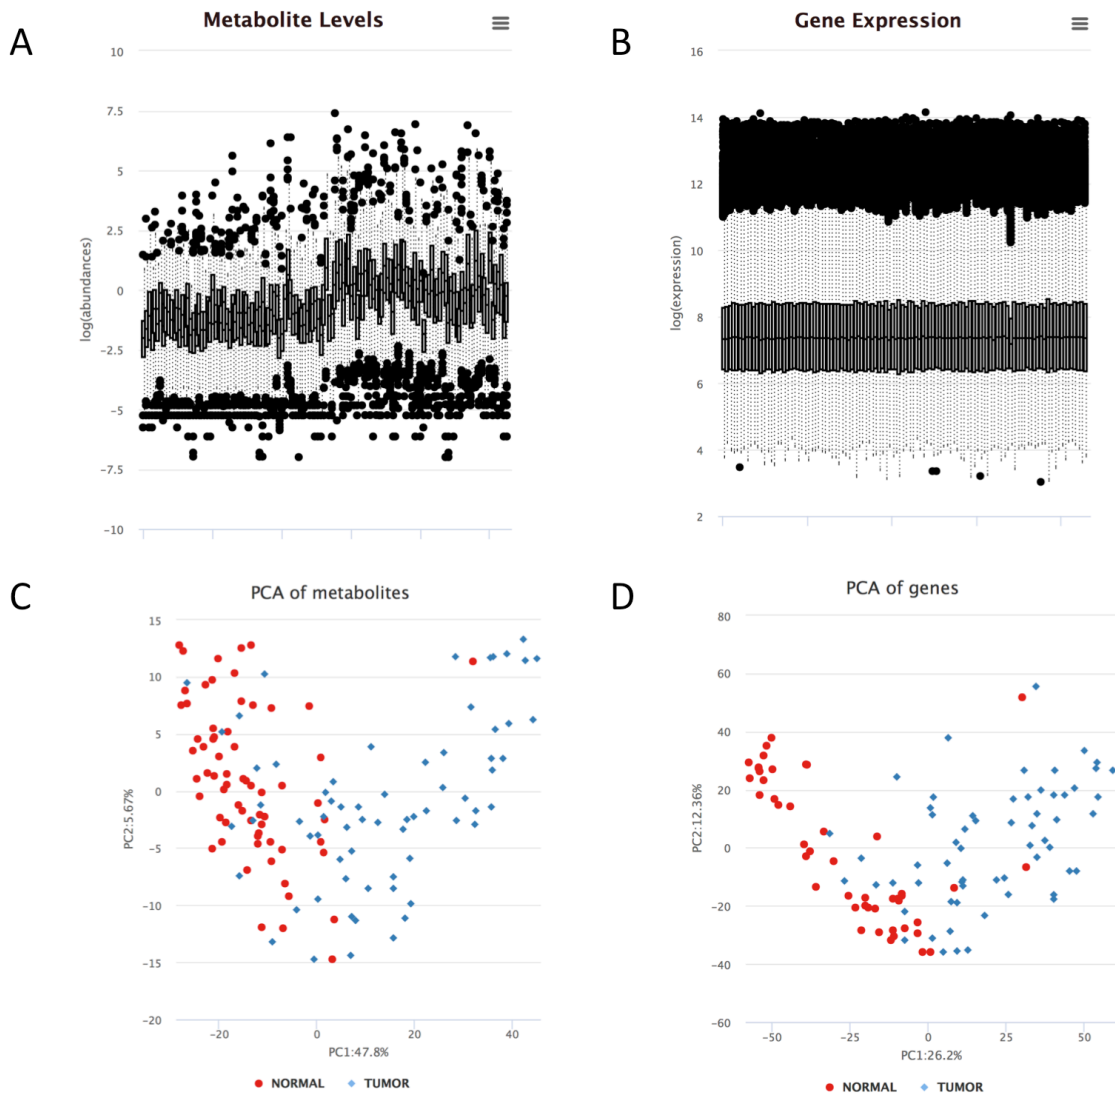 A
Metabolite Levels
10
7.5
5
2.5
0
−2.5
−5
−7.5
−10
log(abundances)
B
Gene Expression
16
14
12
10
8
6
4
2
log(expression)
C
PCA of metabolites
15
10
5
0
−5
−10
−15
−20
PC2:5.67%
−20
0
20
40
PC1:47.8%
NORMAL
TUMOR
D
PCA of genes
80
60
40
20
0
−20
−40
−60
PC2:12.36%
−50
−25
0
25
50
PC1:26.2%
NORMAL
TUMOR